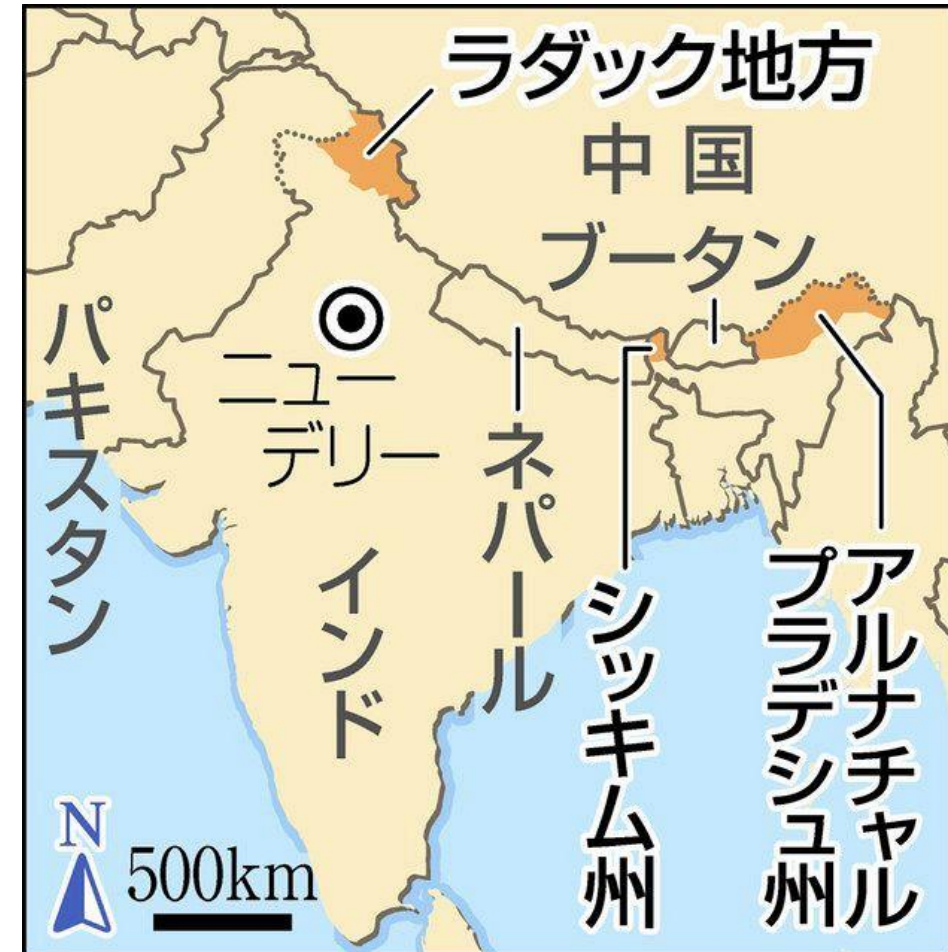 ラダック地方
中国
ブータン
パキスタン
ニュー
デリー
インド
ネパール
シッキム州
アルナチャル
プラデシュ州
N
500km